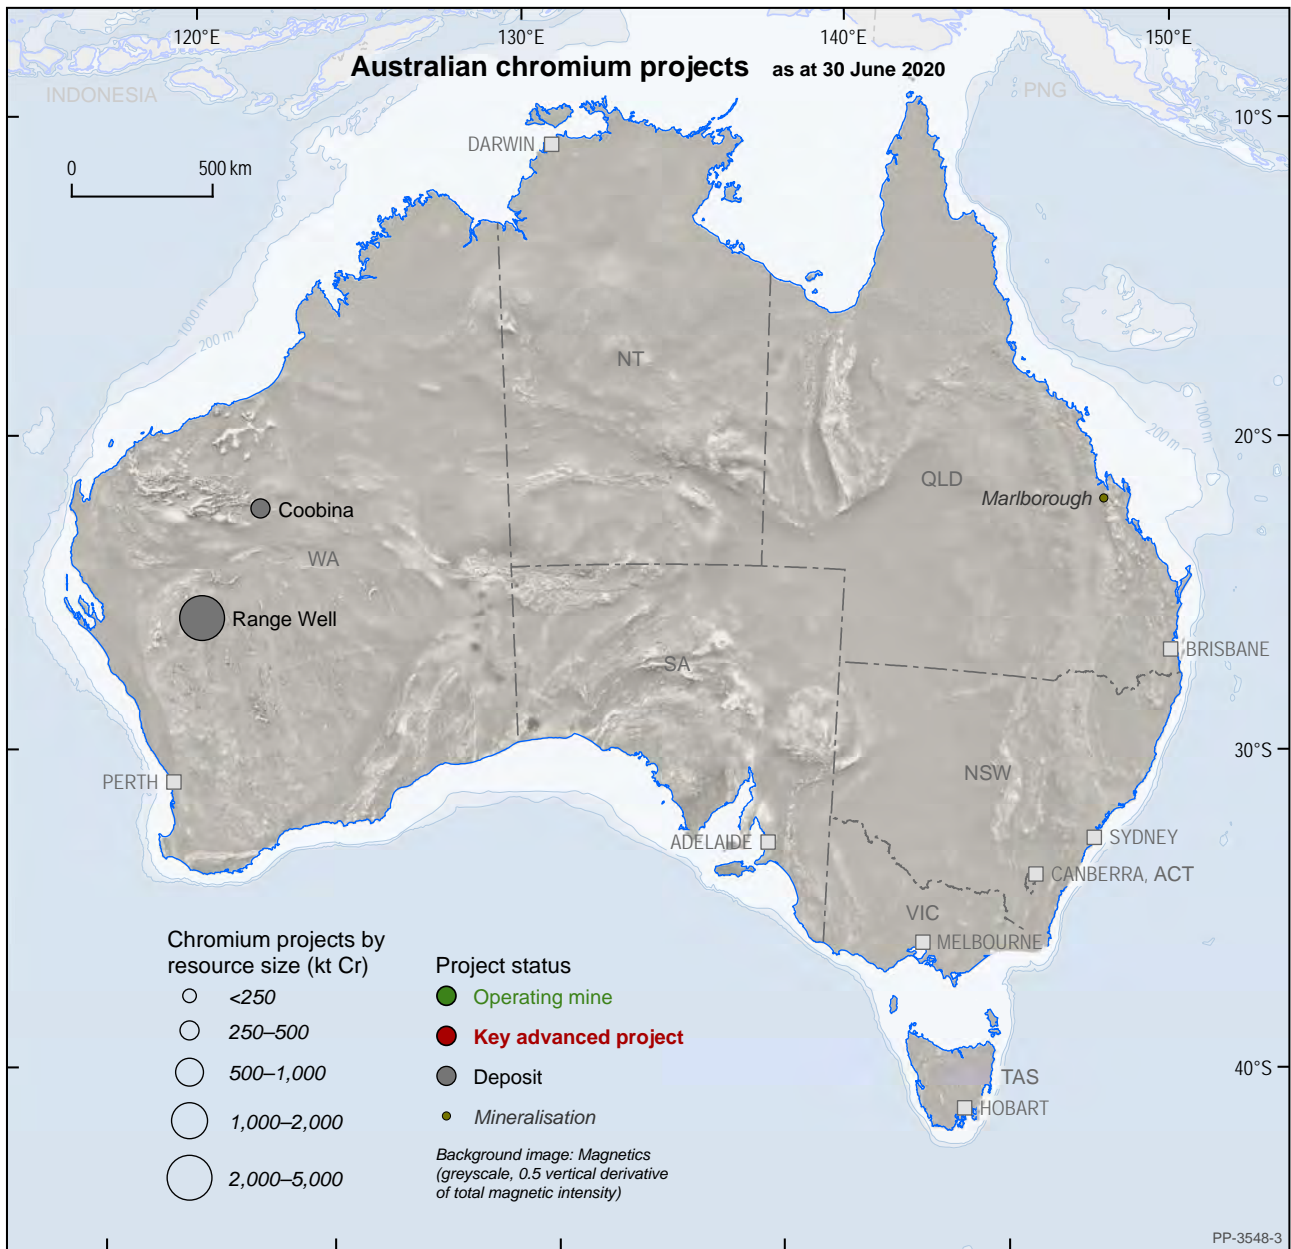 120°E
130°E
140°E
150°E
Australian chromium projects as at 30 June 2020
INDONESIA
PNG
10°S
DARWIN
0 500 km
1000 m
200 m
NT
QLD
1000 m
200 m
20°S
Marlborough
Coobina
WA
Range Well
SA
BRISBANE
30°S
PERTH
NSW
ADELAIDE
SYDNEY
CANBERRA, ACT
VIC
MELBOURNE
Chromium projects by
resource size (kt Cr)
<250
250–500
500–1,000
1,000–2,000
2,000–5,000
Project status
Operating mine
Key advanced project
Deposit
Mineralisation
Background image: Magnetics
(greyscale, 0.5 vertical derivative
of total magnetic intensity)
40°S
TAS
HOBART
PP-3548-3